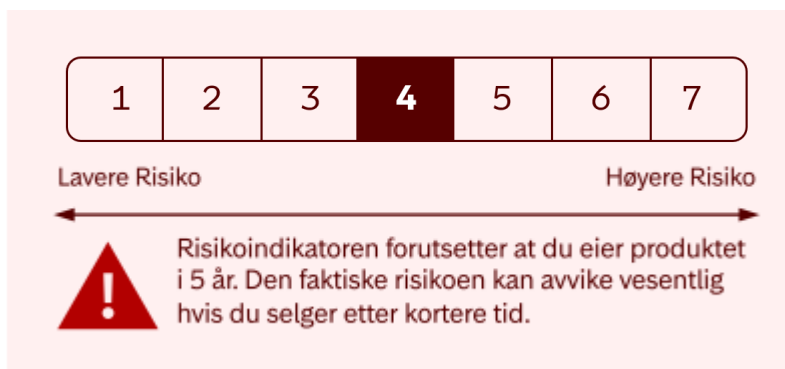 1 2 3 4 5 6 7
Lavere Risiko Høyere Risiko
!
Risikoindikatoren forutsetter at du eier produktet
i 5 år. Den faktiske risikoen kan avvike vesentlig
hvis du selger etter kortere tid.